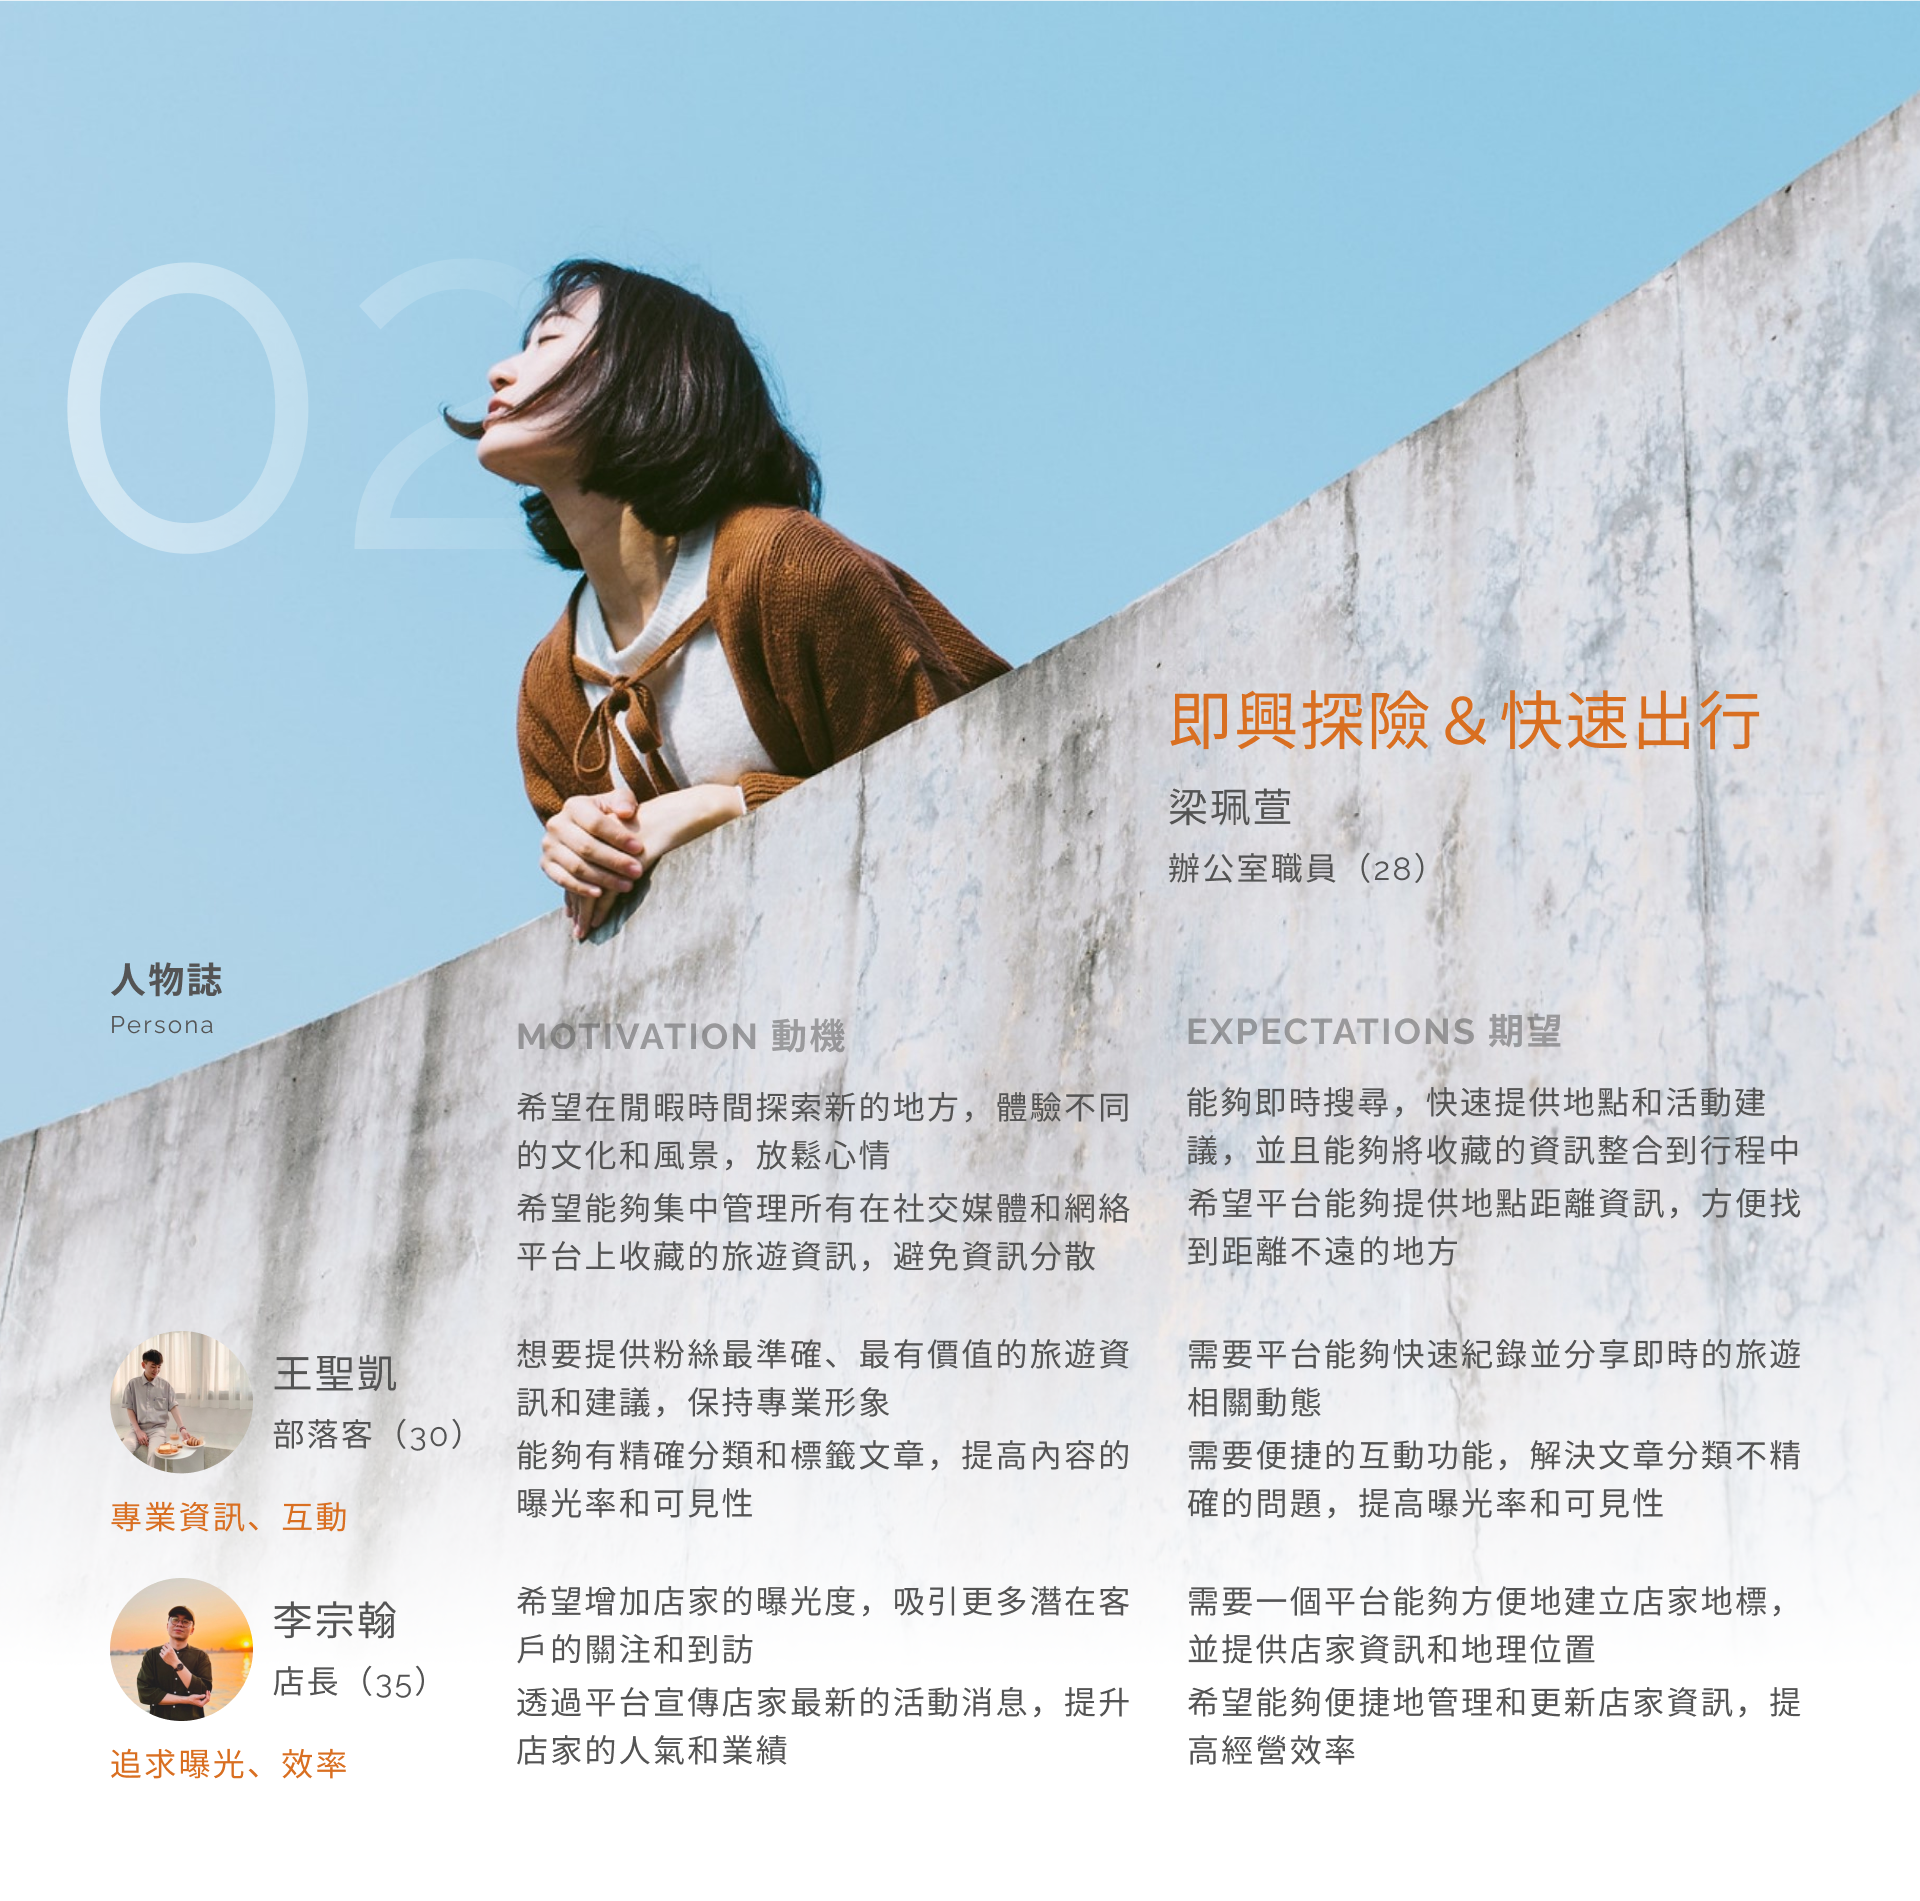 02
即興探險＆快速出行
梁珮萱
辦公室職員（28）
人物誌
Persona
MOTIVATION 動機
希望在閒暇時間探索新的地方，體驗不同
的文化和風景，放鬆心情
希望能夠集中管理所有在社交媒體和網絡
平台上收藏的旅遊資訊，避免資訊分散
EXPECTATIONS 期望
能夠即時搜尋，快速提供地點和活動建
議，並且能夠將收藏的資訊整合到行程中
希望平台能夠提供地點距離資訊，方便找
到距離不遠的地方
王聖凱
部落客（30）
專業資訊、互動
想要提供粉絲最準確、最有價值的旅遊資
訊和建議，保持專業形象
能夠有精確分類和標籤文章，提高內容的
曝光率和可見性
需要平台能夠快速紀錄並分享即時的旅遊
相關動態
需要便捷的互動功能，解決文章分類不精
確的問題，提高曝光率和可見性
李宗翰
店長（35）
追求曝光、效率
希望增加店家的曝光度，吸引更多潛在客
戶的關注和到訪
透過平台宣傳店家最新的活動消息，提升
店家的人氣和業績
需要一個平台能夠方便地建立店家地標，
並提供店家資訊和地理位置
希望能夠便捷地管理和更新店家資訊，提
高經營效率